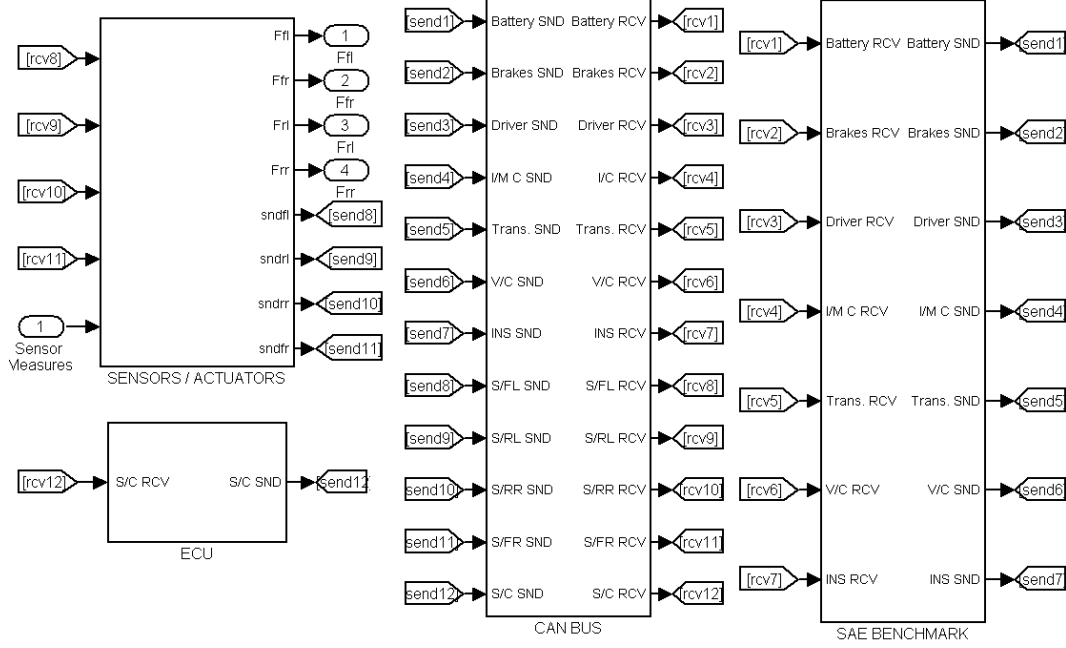 [rcv8]
[rcv9]
[rcv10]
[rcv11]
1
Sensor
Measures
Ffl
1
Ffl
Ffr
2
Ffr
Frl
3
Frl
Frr
4
Frr
sndfl
[send8]
sndrl
[send9]
sndrr
[send10]
sndfr
[send11]
SENSORS / ACTUATORS
[rcv12]
S/C RCV
S/C SND
[send12]
ECU
[send1] Battery SND Battery RCV [rcv1]
[send2] Brakes SND Brakes RCV [rcv2]
[send3] Driver SND Driver RCV [rcv3]
[send4] I/M C SND I/C RCV [rcv4]
[send5] Trans. SND Trans. RCV [rcv5]
[send6] V/C SND V/C RCV [rcv6]
[send7] INS SND INS RCV [rcv7]
[send8] S/FL SND S/FL RCV [rcv8]
[send9] S/RL SND S/RL RCV [rcv9]
send10] S/RR SND S/RR RCV [rcv10]
send11] S/FR SND S/FR RCV [rcv11]
send12] S/C SND S/C RCV [rcv12]
CAN BUS
[rcv1] Battery RCV Battery SND [send1]
[rcv2] Brakes RCV Brakes SND [send2]
[rcv3] Driver RCV Driver SND [send3]
[rcv4] I/M C RCV I/M C SND [send4]
[rcv5] Trans. RCV Trans. SND [send5]
[rcv6] V/C RCV V/C SND [send6]
[rcv7] INS RCV INS SND [send7]
SAE BENCHMARK